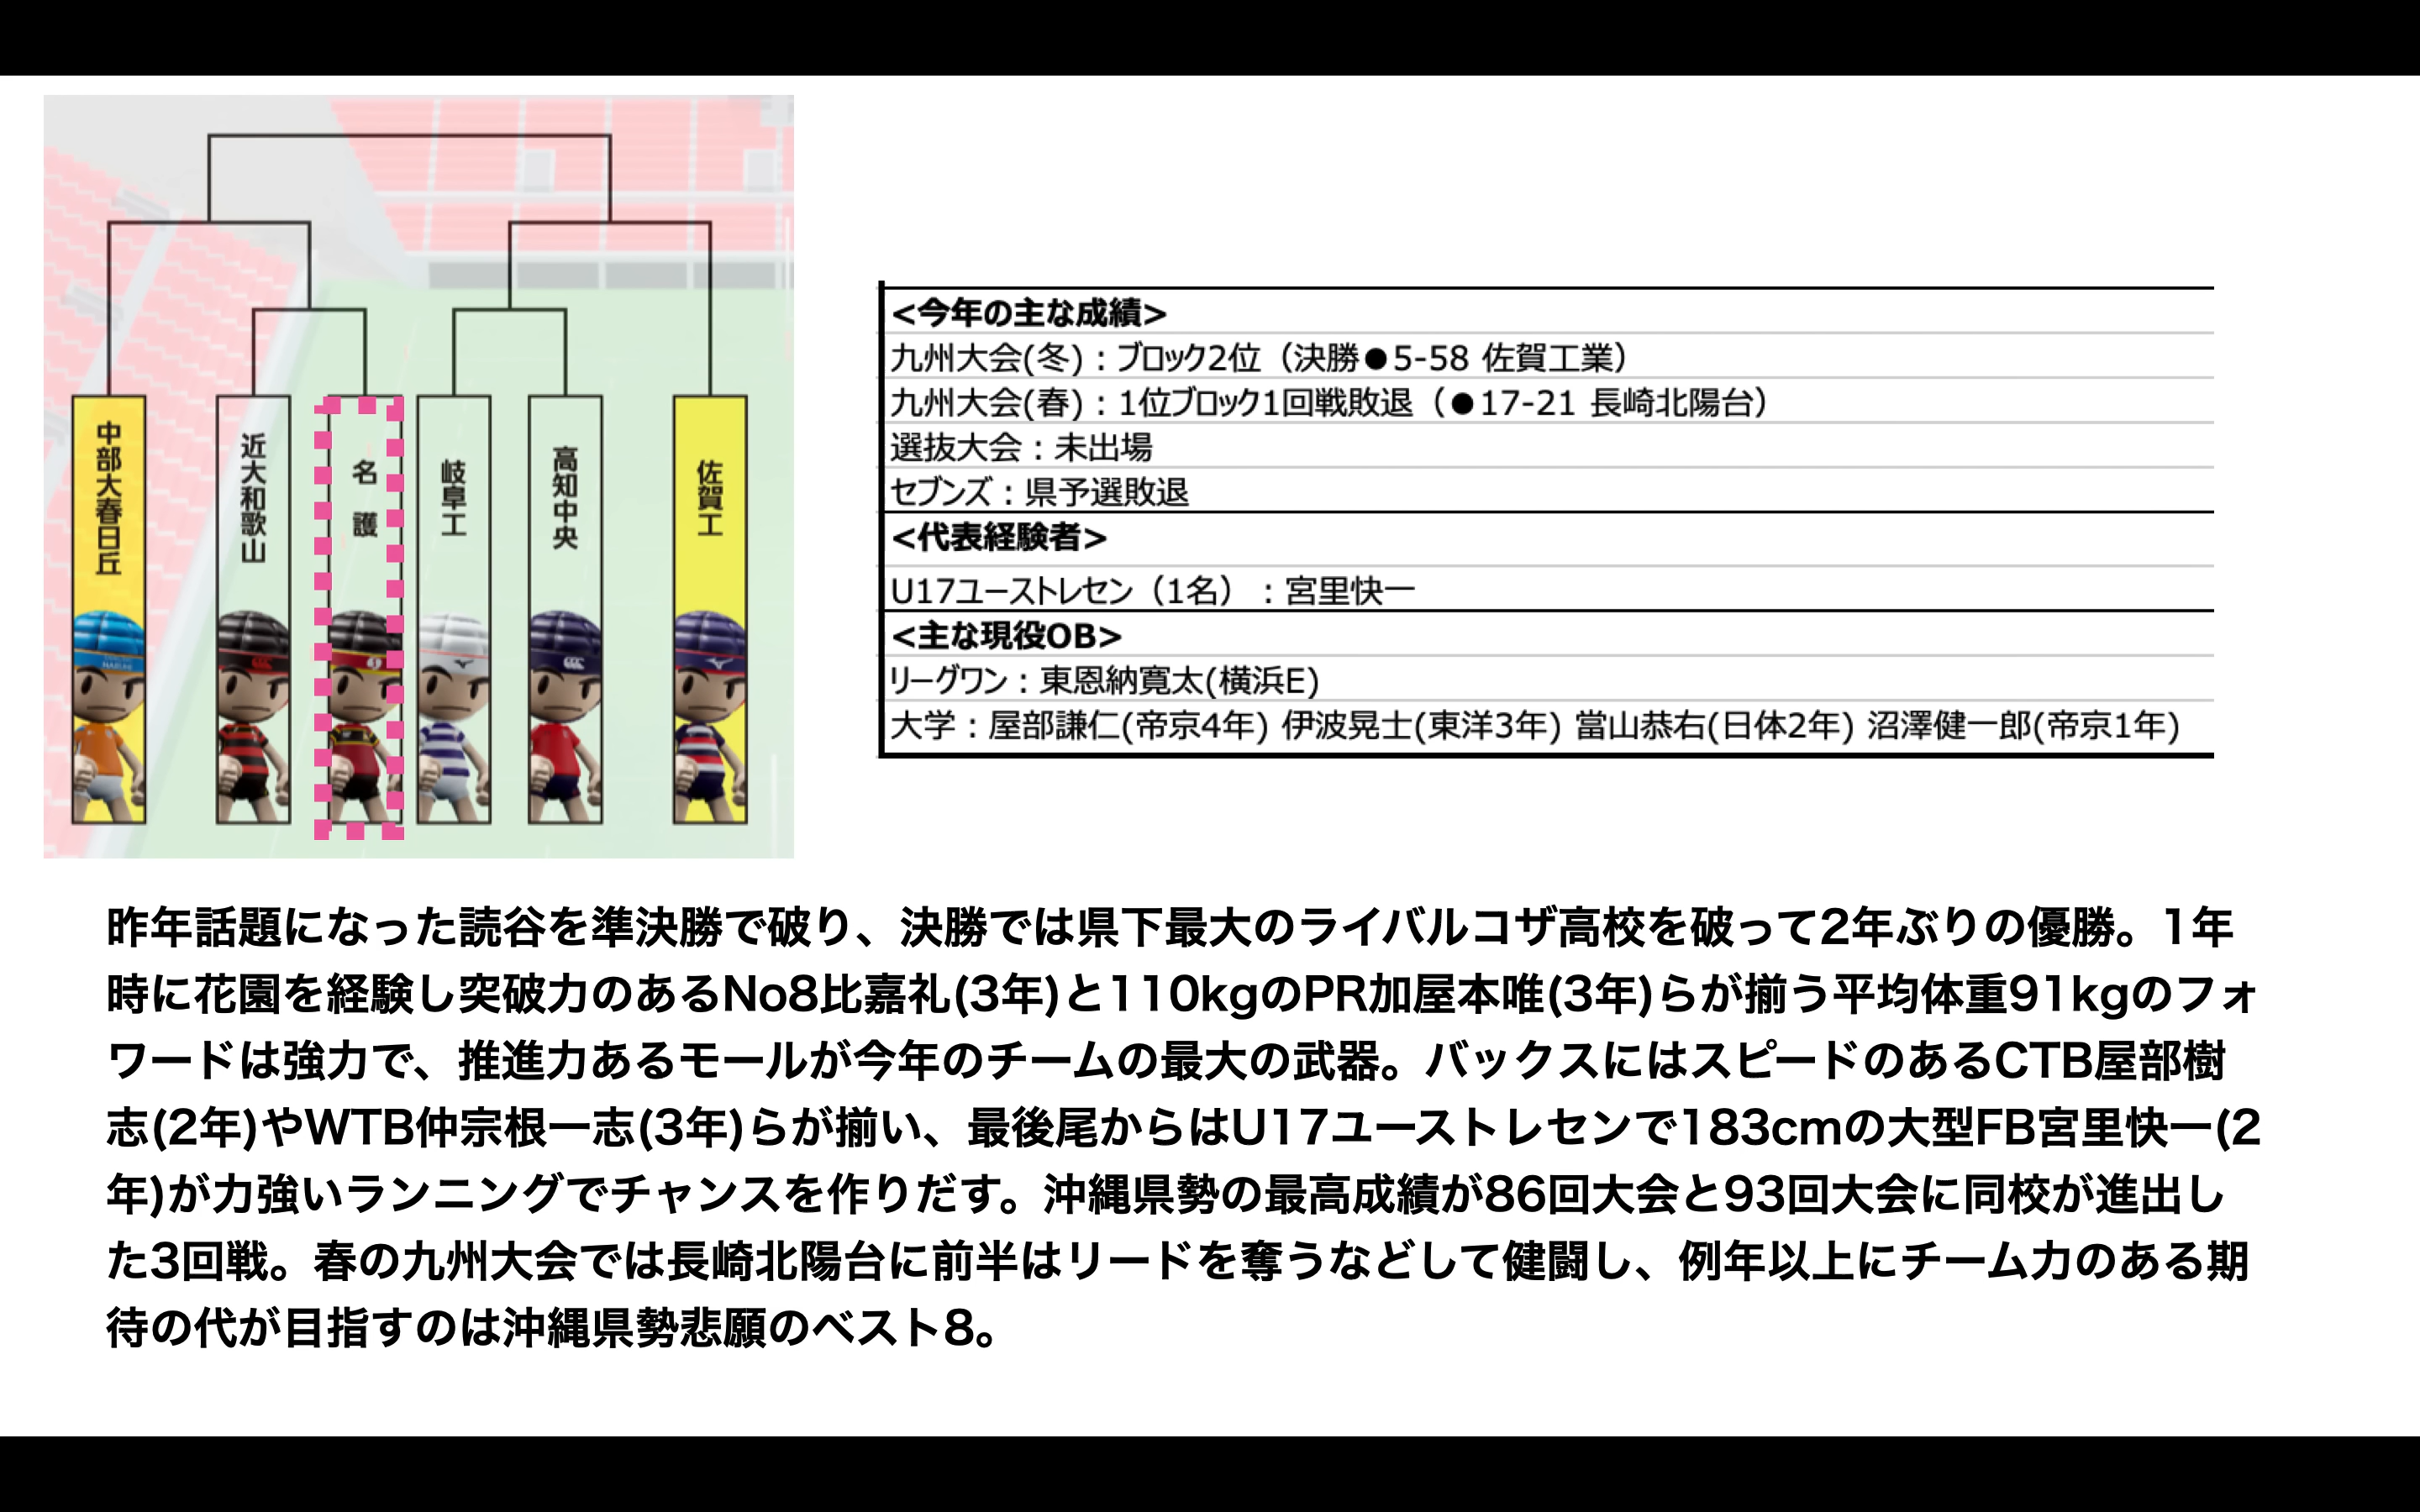 中部大春日丘
近大和歌山
名護
岐阜工
高知中央
佐賀工
<今年の主な成績>
九州大会(冬)：ブロック2位（決勝●5-58 佐賀工業）
九州大会(春)：1位ブロック1回戦敗退（●17-21 長崎北陽台）
選抜大会：未出場
セブンズ：県予選敗退
<代表経験者>
U17ユーストレセン（1名）：宮里快一
<主な現役OB>
リーグワン：東恩納寛太(横浜E)
大学：屋部謙仁(帝京4年) 伊波晃士(東洋3年) 當山恭右(日体2年) 沼澤健一郎(帝京1年)
昨年話題になった読谷を準決勝で破り、決勝では県下最大のライバルコザ高校を破って2年ぶりの優勝。1年
時に花園を経験し突破力のあるNo8比嘉礼(3年)と110kgのPR加屋本唯(3年)らが揃う平均体重91kgのフォ
ワードは強力で、推進力あるモールが今年のチームの最大の武器。バックスにはスピードのあるCTB屋部樹
志(2年)やWTB仲宗根一志(3年)らが揃い、最後尾からはU17ユーストレセンで183cmの大型FB宮里快一(2
年)が力強いランニングでチャンスを作りだす。沖縄県勢の最高成績が86回大会と93回大会に同校が進出し
た3回戦。春の九州大会では長崎北陽台に前半はリードを奪うなどして健闘し、例年以上にチーム力のある期
待の代が目指すのは沖縄県勢悲願のベスト8。